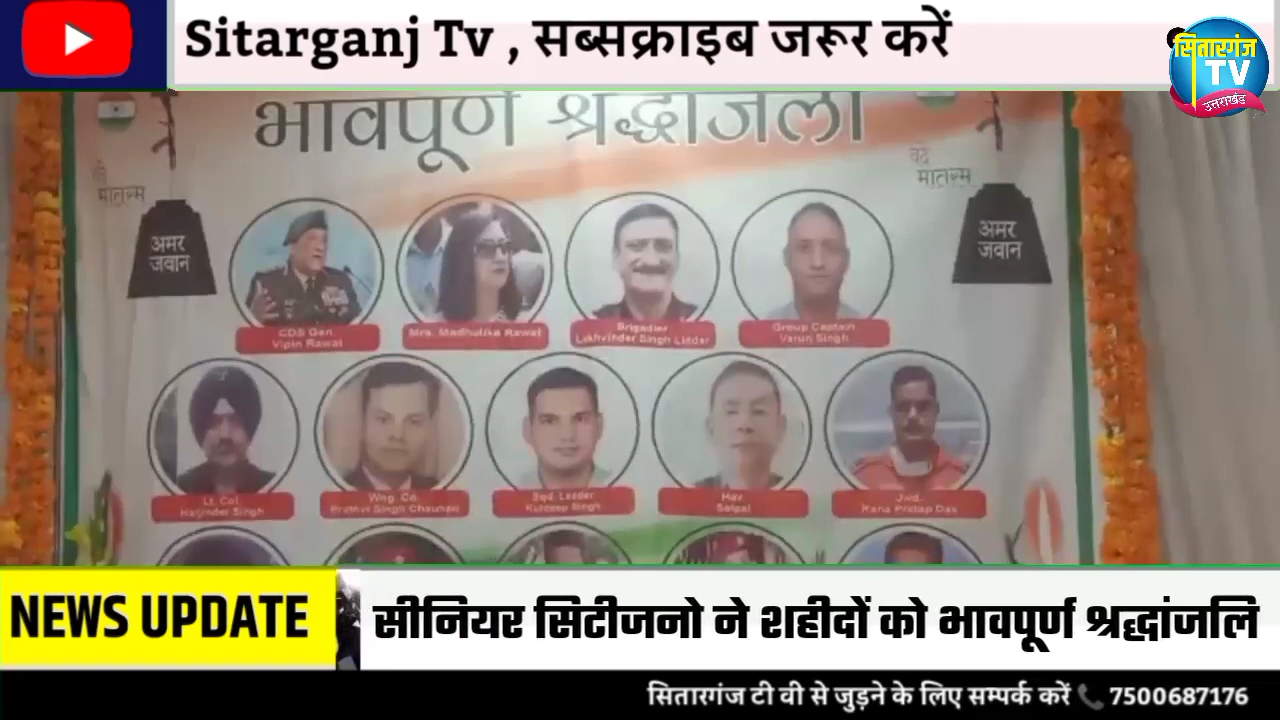 Sitarganj Tv , सब्सक्राइब जरूर करें
सितारगंज
TV
उत्तराखंड
भावपूर्ण श्रद्धांजली
मातरम
वंदे
मातरम
अमर
जवान
अमर
जवान
CDS Gen.
Vipin Rawat
Mrs. Madhulika Rawat
Brigadier
Lakhvinder Singh Lidder
Group Captain
Varun Singh
Lt. Col.
Harjinder Singh
Wng. Co.
Prithvi Singh Chauhan
Sqd. Leader
Kuldeep Singh
Hav.
Satpal
Jwd.
Rana Pratap Das
NEWS UPDATE
सीनियर सिटीजनो ने शहीदों को भावपूर्ण श्रद्धांजलि
सितारगंज टी वी से जुड़ने के लिए सम्पर्क करें 7500687176